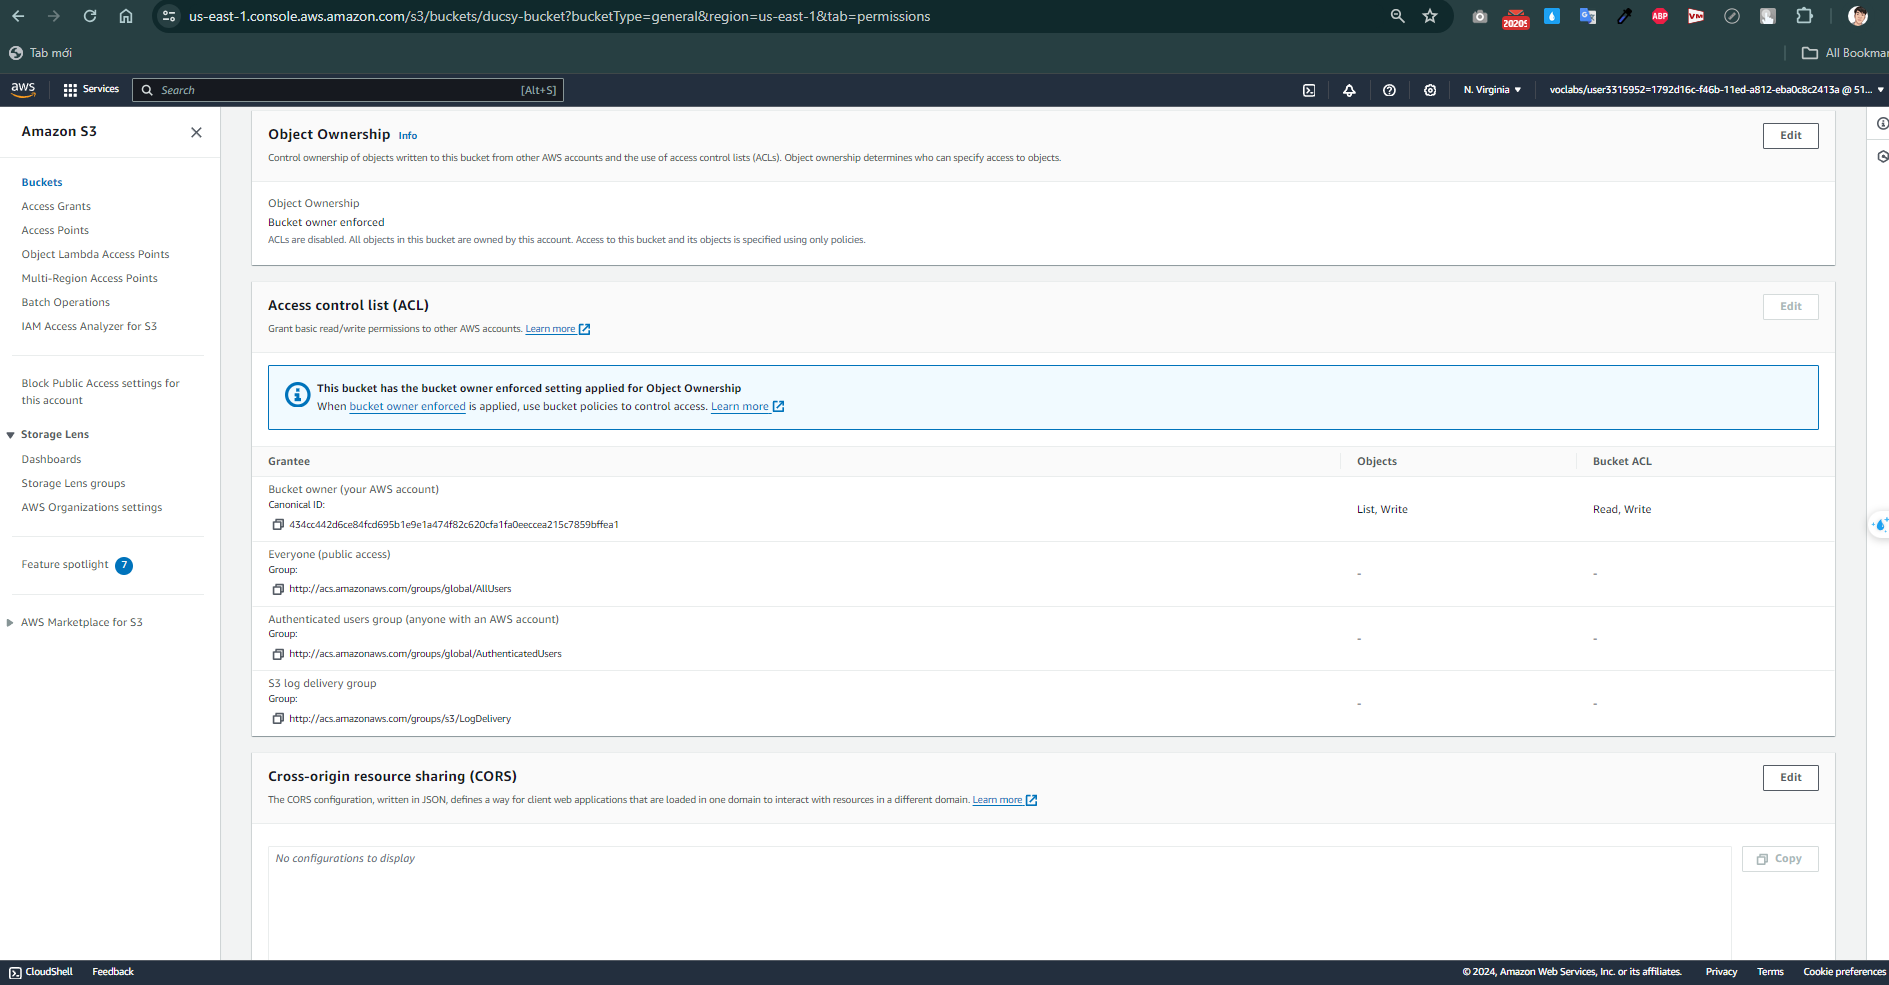 us-east-1.console.aws.amazon.com/s3/buckets/ducsy-bucket?bucketType=general&region=us-east-1&tab=permissions
2020s
ABP
VM
Tab mới
All Bookmar
aws
Services
Search
[Alt+S]
N. Virginia
voclabs/user3315952=1792d16c-f46b-11ed-a812-eba0c8c2413a @ 51...
Amazon S3
Buckets
Access Grants
Access Points
Object Lambda Access Points
Multi-Region Access Points
Batch Operations
IAM Access Analyzer for S3
Block Public Access settings for
this account
Storage Lens
Dashboards
Storage Lens groups
AWS Organizations settings
Feature spotlight 7
AWS Marketplace for S3
Object Ownership Info
Edit
Control ownership of objects written to this bucket from other AWS accounts and the use of access control lists (ACLs). Object ownership determines who can specify access to objects.
Object Ownership
Bucket owner enforced
ACLs are disabled. All objects in this bucket are owned by this account. Access to this bucket and its objects is specified using only policies.
Access control list (ACL)
Edit
Grant basic read/write permissions to other AWS accounts. Learn more
This bucket has the bucket owner enforced setting applied for Object Ownership
When bucket owner enforced is applied, use bucket policies to control access. Learn more
Grantee Objects Bucket ACL
Bucket owner (your AWS account)
Canonical ID:
434cc442d6ce84fcd695b1e9e1a474f82c620cfa1fa0eeccea215c7859bffea1
List, Write Read, Write
Everyone (public access)
Group:
http://acs.amazonaws.com/groups/global/AllUsers
- -
Authenticated users group (anyone with an AWS account)
Group:
http://acs.amazonaws.com/groups/global/AuthenticatedUsers
- -
S3 log delivery group
Group:
http://acs.amazonaws.com/groups/s3/LogDelivery
- -
Cross-origin resource sharing (CORS)
Edit
The CORS configuration, written in JSON, defines a way for client web applications that are loaded in one domain to interact with resources in a different domain. Learn more
No configurations to display
Copy
CloudShell Feedback
© 2024, Amazon Web Services, Inc. or its affiliates. Privacy Terms Cookie preferences